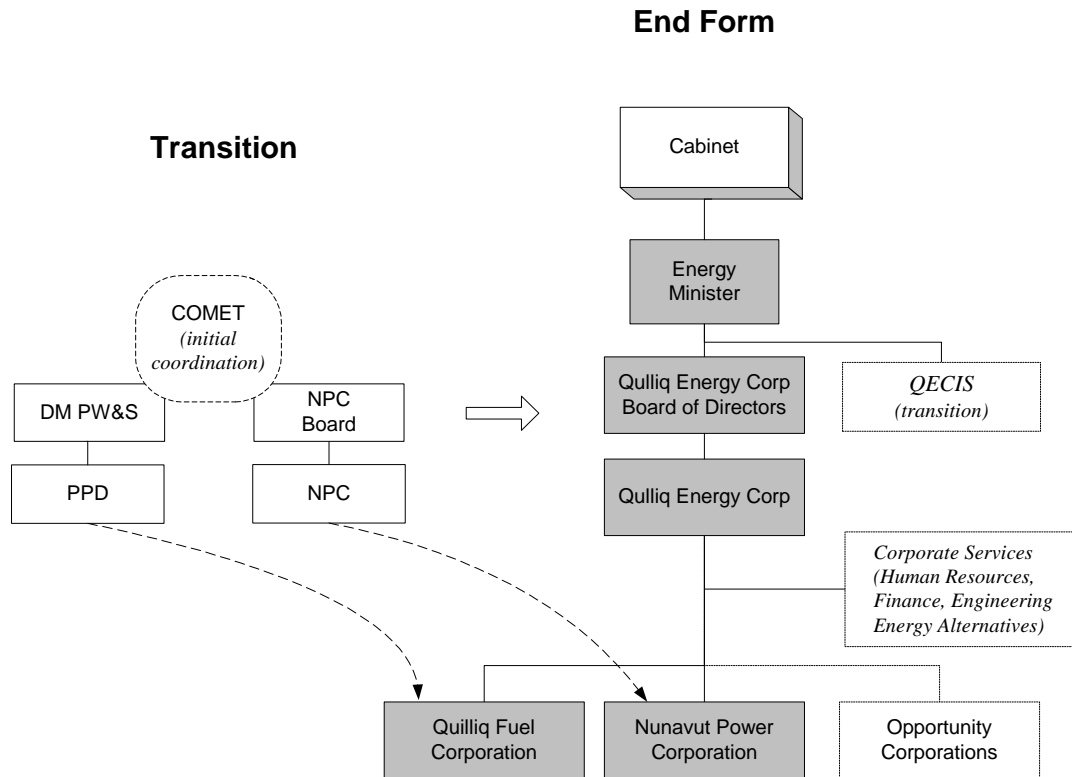 End Form
Transition
Cabinet
Energy
Minister
COMET
(initial
coordination)
DM PW&S
NPC
Board
PPD
NPC
Qulliq Energy Corp
Board of Directors
QECIS
(transition)
Qulliq Energy Corp
Corporate Services
(Human Resources,
Finance, Engineering
Energy Alternatives)
Quilliq Fuel
Corporation
Nunavut Power
Corporation
Opportunity
Corporations